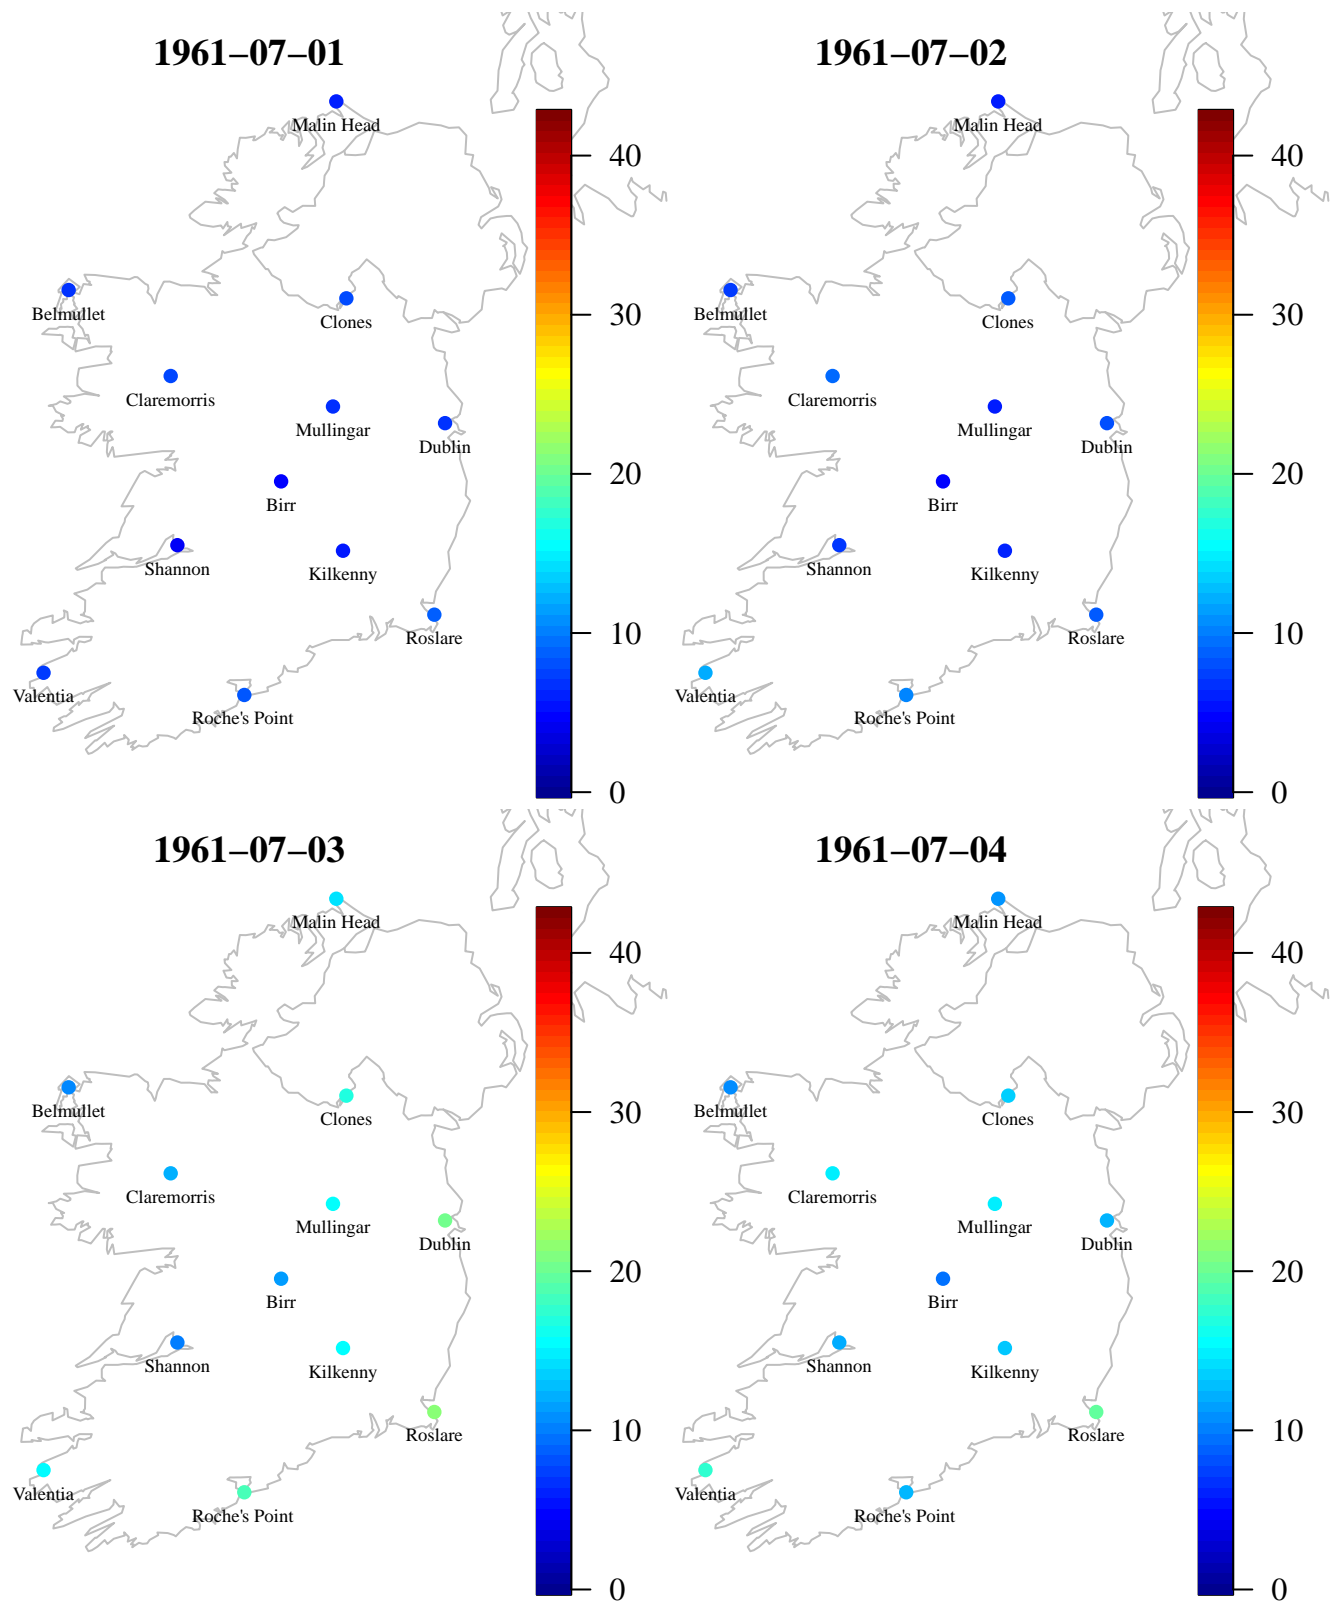 1961−07−01
Malin Head
Belmullet
Clones
Claremorris
Mullingar
Dublin
Birr
Shannon
Kilkenny
Roslare
Valentia
Roche's Point
40
30
20
10
0
1961−07−02
Malin Head
Belmullet
Clones
Claremorris
Mullingar
Dublin
Birr
Shannon
Kilkenny
Roslare
Valentia
Roche's Point
40
30
20
10
0
1961−07−03
Malin Head
Belmullet
Clones
Claremorris
Mullingar
Dublin
Birr
Shannon
Kilkenny
Roslare
Valentia
Roche's Point
40
30
20
10
0
1961−07−04
Malin Head
Belmullet
Clones
Claremorris
Mullingar
Dublin
Birr
Shannon
Kilkenny
Roslare
Valentia
Roche's Point
40
30
20
10
0